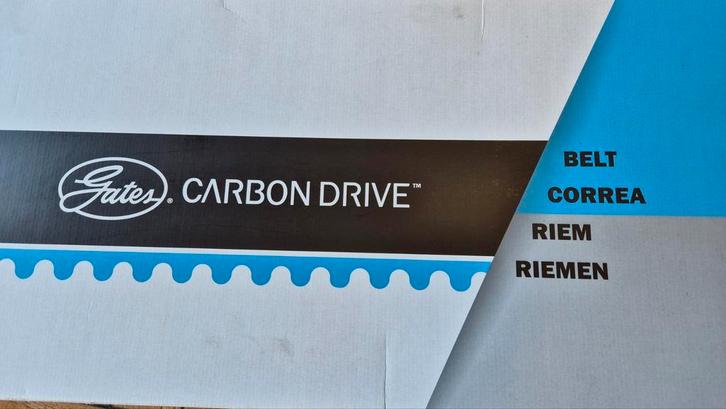 Gates® CARBON DRIVE™
BELT
CORREA
RIEM
RIEMEN